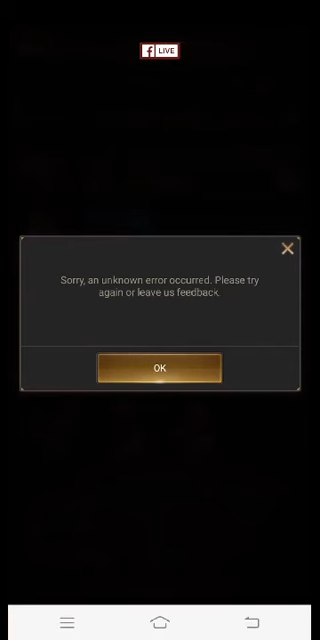 LIVE
Sorry, an unknown error occurred. Please try
again or leave us feedback.
OK